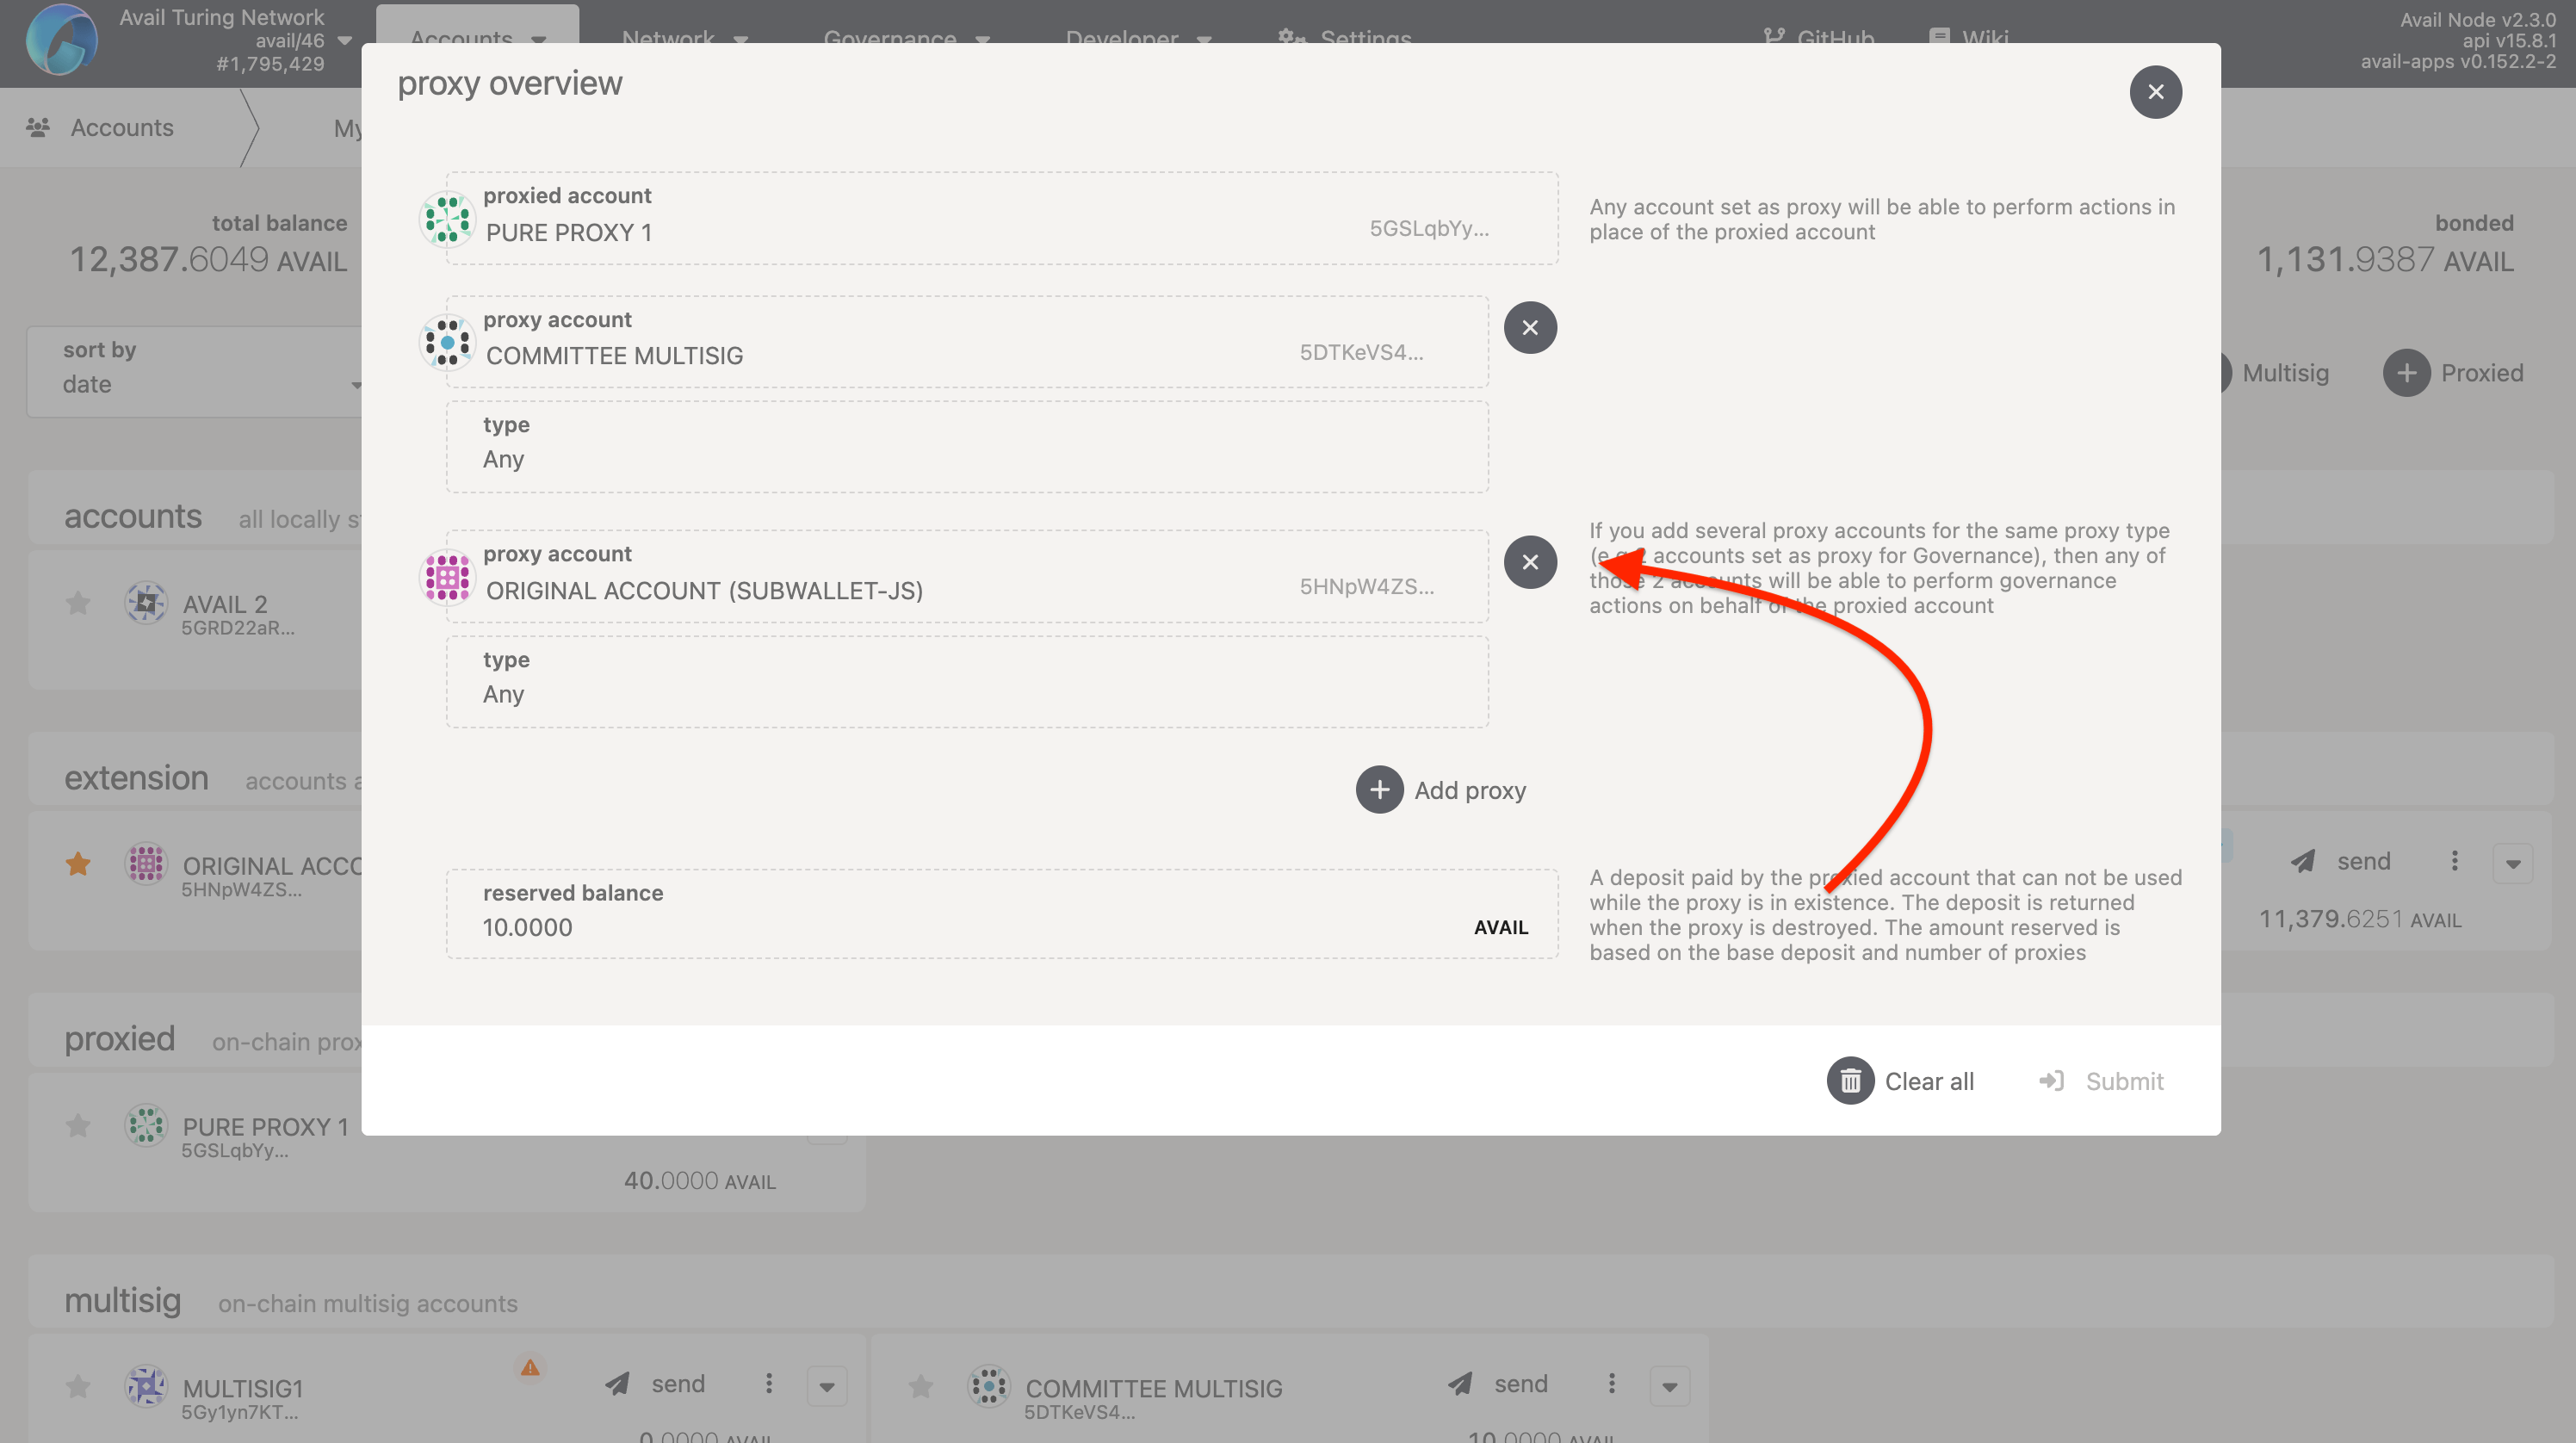 Avail Turing Network
avail/46
#1,795,429
Accounts
Network
Governance
Developer
Settings
GitHub
Wiki
Avail Node v2.3.0
api v15.8.1
avail-apps v0.152.2-2
Accounts
My
total balance
12,387.6049 AVAIL
bonded
1,131.9387 AVAIL
sort by
date
Multisig
Proxied
proxy overview
proxied account
PURE PROXY 1
5GSLqbYy...
Any account set as proxy will be able to perform actions in
place of the proxied account
proxy account
COMMITTEE MULTISIG
5DTKeVS4...
type
Any
proxy account
ORIGINAL ACCOUNT (SUBWALLET-JS)
5HNpW4ZS...
If you add several proxy accounts for the same proxy type
(e.g. 2 accounts set as proxy for Governance), then any of
those 2 accounts will be able to perform governance
actions on behalf of the proxied account
type
Any
Add proxy
reserved balance
10.0000
AVAIL
A deposit paid by the proxied account that can not be used
while the proxy is in existence. The deposit is returned
when the proxy is destroyed. The amount reserved is
based on the base deposit and number of proxies
Clear all
Submit
accounts
all locally
AVAIL 2
5GRD22aR...
extension
accounts
ORIGINAL ACCO
5HNpW4ZS...
send
11,379.6251 AVAIL
proxied
on-chain
PURE PROXY 1
5GSLqbYy...
40.0000 AVAIL
multisig
on-chain multisig accounts
MULTISIG1
5Gy1yn7KT...
send
0.0000 AVAIL
COMMITTEE MULTISIG
5DTKeVS4...
send
10.0000 AVAIL